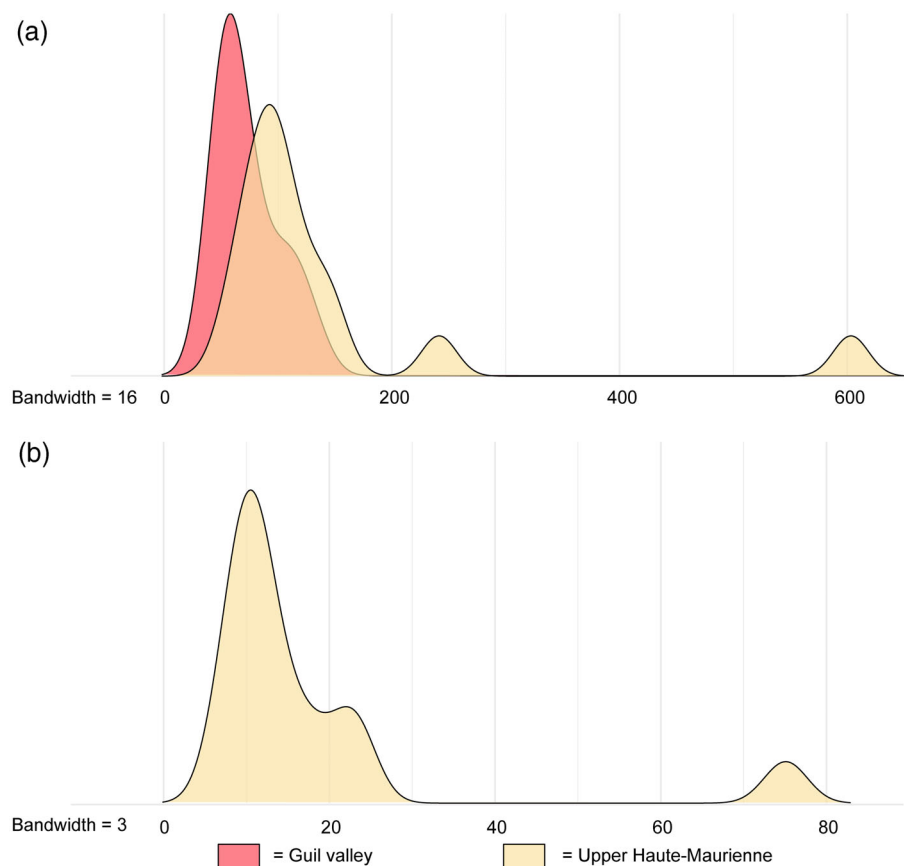 (a)
Bandwidth = 16 0 200 400 600
(b)
Bandwidth = 3 0 20 40 60 80
= Guil valley = Upper Haute-Maurienne